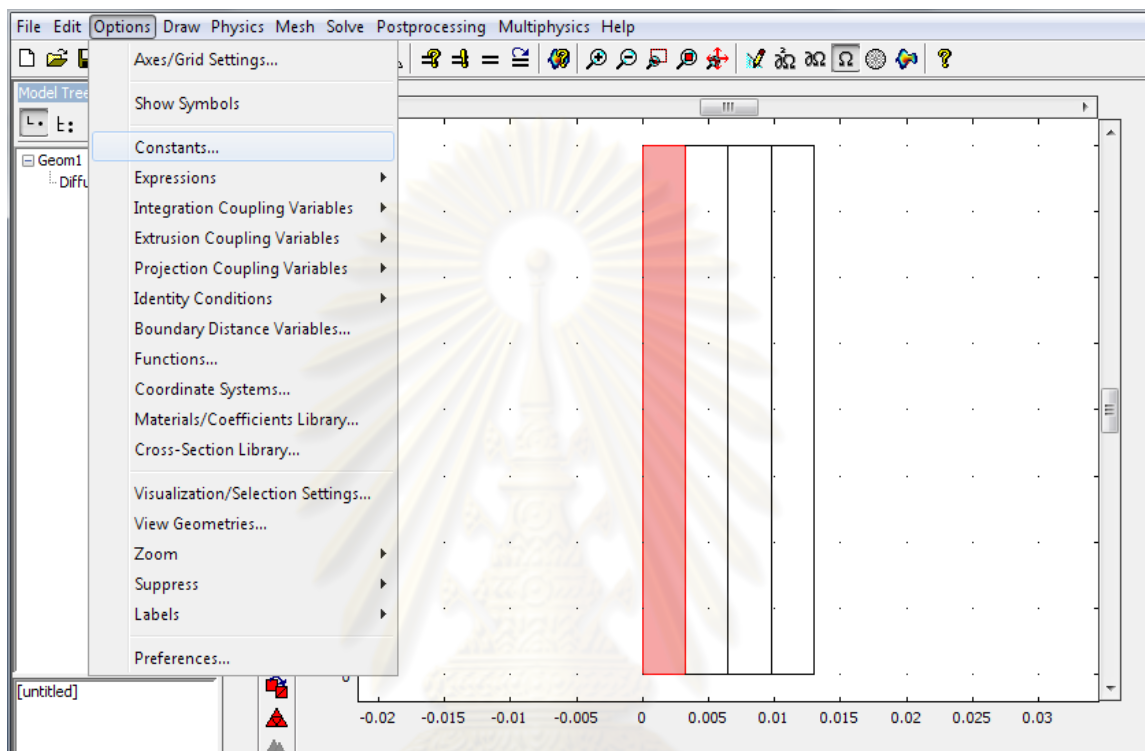 File Edit Options Draw Physics Mesh Solve Postprocessing Multiphysics Help
Model Tree
Geom1
Diffu
Axes/Grid Settings...
Show Symbols
Constants...
Expressions
Integration Coupling Variables
Extrusion Coupling Variables
Projection Coupling Variables
Identity Conditions
Boundary Distance Variables...
Functions...
Coordinate Systems...
Materials/Coefficients Library...
Cross-Section Library...
Visualization/Selection Settings...
View Geometries...
Zoom
Suppress
Labels
Preferences...
[untitled]
0
-0.02 -0.015 -0.01 -0.005 0 0.005 0.01 0.015 0.02 0.025 0.03